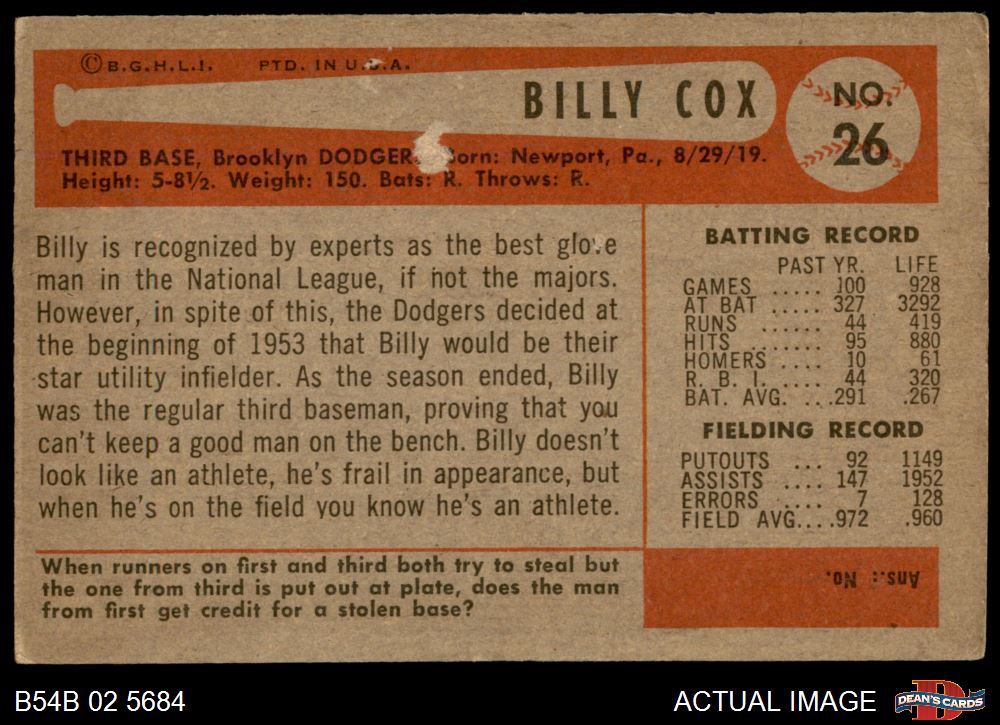 ©B.G.H.L.I. PTD. IN U.S.A.
BILLY COX
NO.
26
THIRD BASE, Brooklyn DODGER Born: Newport, Pa., 8/29/19.
Height: 5-8½. Weight: 150. Bats: R. Throws: R.
Billy is recognized by experts as the best glove
man in the National League, if not the majors.
However, in spite of this, the Dodgers decided at
the beginning of 1953 that Billy would be their
star utility infielder. As the season ended, Billy
was the regular third baseman, proving that you
can't keep a good man on the bench. Billy doesn't
look like an athlete, he's frail in appearance, but
when he's on the field you know he's an athlete.
BATTING RECORD
PAST YR. LIFE
GAMES ..... 100 928
AT BAT ..... 327 3292
RUNS ...... 44 419
HITS ....... 95 880
HOMERS .... 10 61
R. B. I. .... 44 320
BAT. AVG. ...291 .267
FIELDING RECORD
PUTOUTS ... 92 1149
ASSISTS .... 147 1952
ERRORS ..... 7 128
FIELD AVG....972 .960
When runners on first and third both try to steal but
the one from third is put out at plate, does the man
from first get credit for a stolen base?
Ans.: No.
B54B 02 5684
ACTUAL IMAGE
D
DEAN'S CARDS